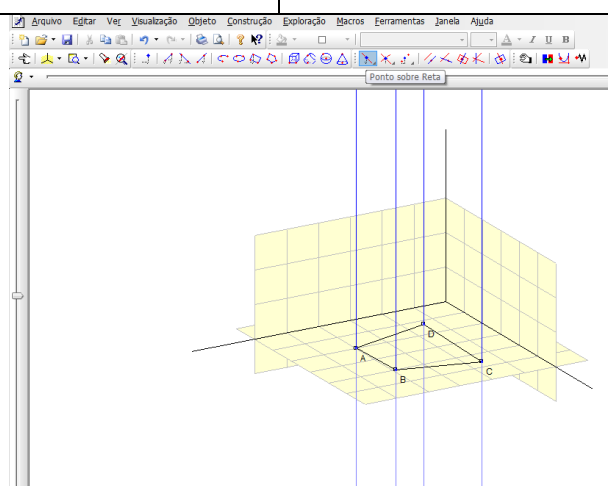 Arquivo Editar Ver Visualização Objeto Construção Exploração Macros Ferramentas Janela Ajuda
A I U B
Ponto sobre Reta
D
A
B
C